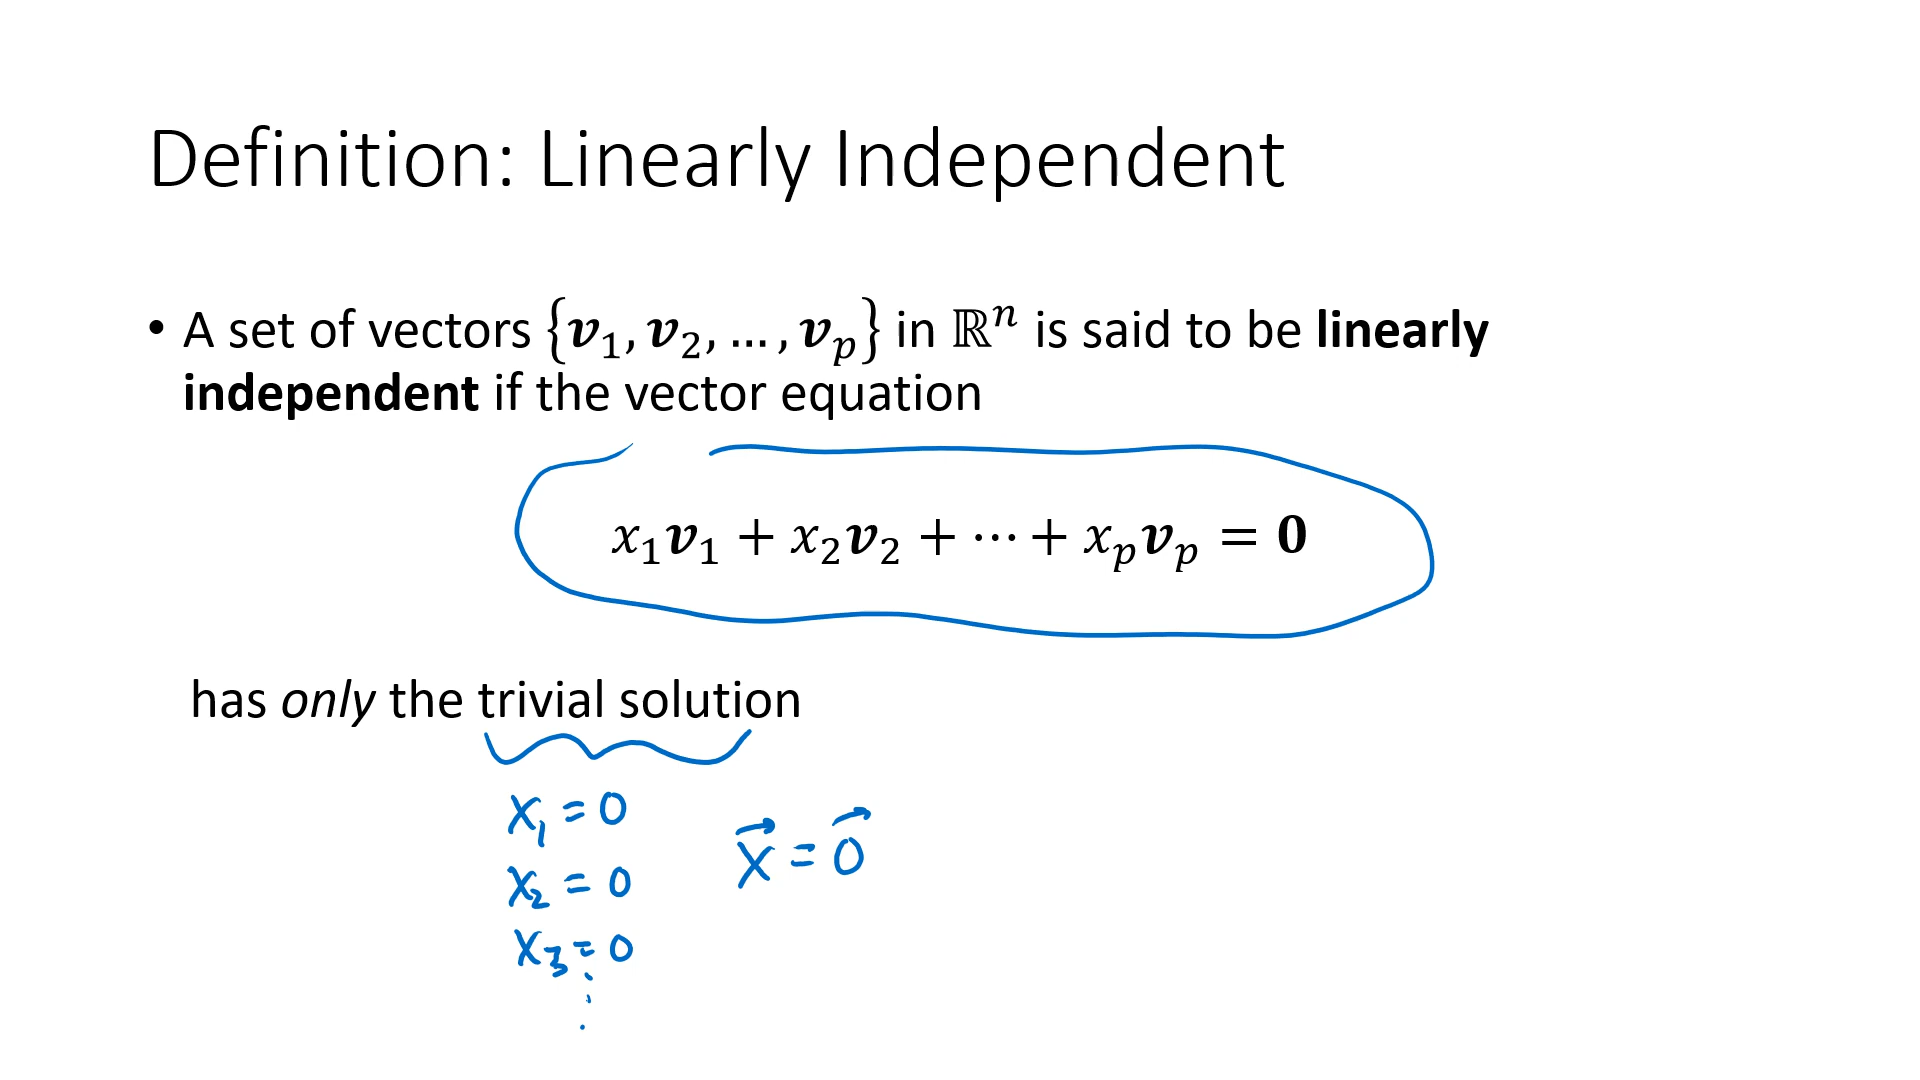 Definition: Linearly Independent
• A set of vectors {𝒗₁, 𝒗₂, … , 𝒗ₚ} in ℝⁿ is said to be linearly
independent if the vector equation
x₁𝒗₁ + x₂𝒗₂ + ⋯ + xₚ𝒗ₚ = 𝟎
has only the trivial solution
x₁ = 0
x⃗ = 0⃗
x₂ = 0
x₃ = 0
⋮